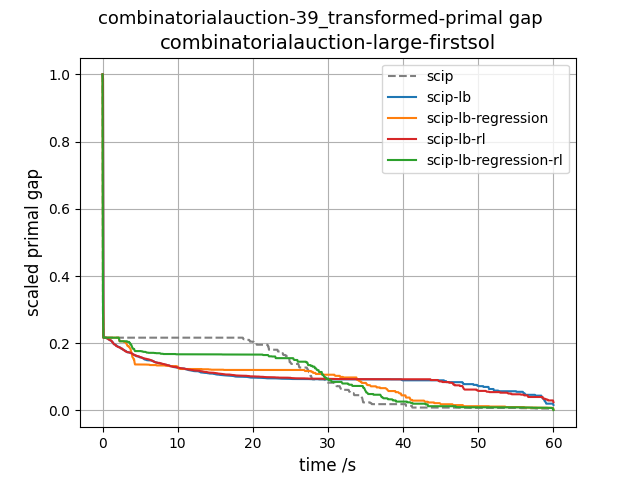 combinatorialauction-39_transformed-primal gap
combinatorialauction-large-firstsol
scip
scip-lb
scip-lb-regression
scip-lb-rl
scip-lb-regression-rl
scaled primal gap
1.0
0.8
0.6
0.4
0.2
0.0
0 10 20 30 40 50 60
time /s